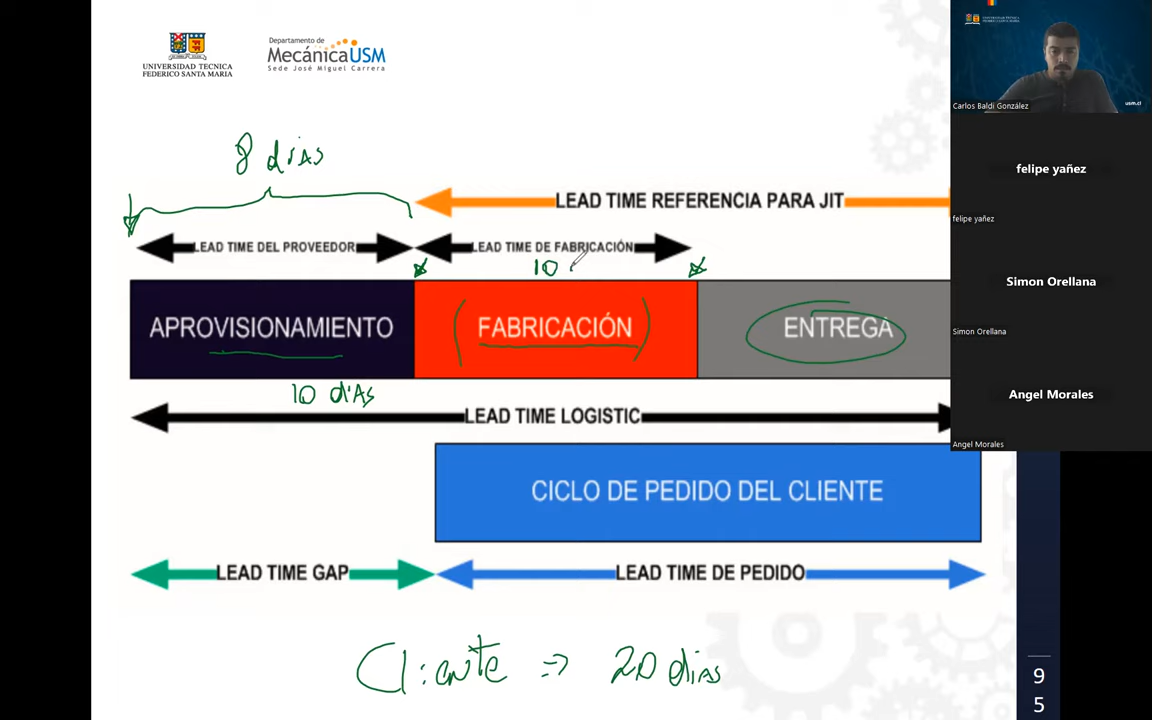 UNIVERSIDAD TECNICA
FEDERICO SANTA MARIA
Departamento de
MecánicaUSM
Sede José Miguel Carrera
Carlos Baldi González
usm.cl
felipe yañez
felipe yañez
Simon Orellana
Simon Orellana
Angel Morales
Angel Morales
8 días
LEAD TIME REFERENCIA PARA JIT
LEAD TIME DEL PROVEEDOR
LEAD TIME DE FABRICACIÓN
10
APROVISIONAMIENTO
FABRICACIÓN
ENTREGA
10 días
LEAD TIME LOGISTIC
CICLO DE PEDIDO DEL CLIENTE
LEAD TIME GAP
LEAD TIME DE PEDIDO
Cliente => 20 días
9
5